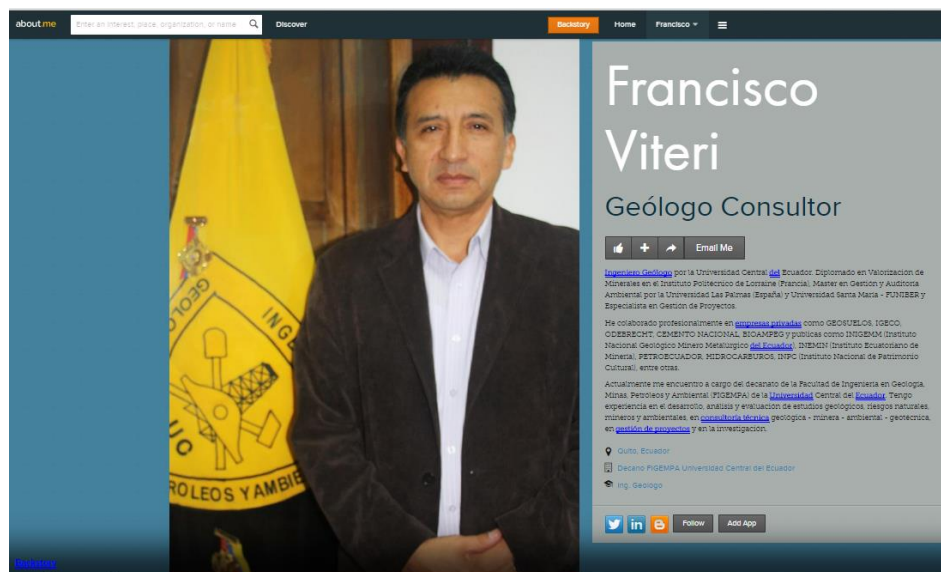 about.me
Enter an interest, place, organization, or name
Discover
Backstory
Home
Francisco
Francisco
Viteri
Geólogo Consultor
Email Me
Ingeniero Geólogo por la Universidad Central del Ecuador. Diplomado en Valorización de
Minerales en el Instituto Politecnico de Lorraine (Francia), Master en Gestión y Auditoria
Ambiental por la Universidad Las Palmas (España) y Universidad Santa Maria - FUNIBER y
Especialista en Gestión de Proyectos.
He colaborado profesionalmente en empresas privadas como GEOSUELOS, IGECO,
ODEBRECHT, CEMENTO NACIONAL, BIOAMPEG y públicas como INIGEMM (Instituto
Nacional Geológico Minero Metalúrgico del Ecuador), INEMIN (Instituto Ecuatoriano de
Minería), PETROECUADOR, HIDROCARBUROS, INPC (Instituto Nacional de Patrimonio
Cultural), entre otras.
Actualmente me encuentro a cargo del decanato de la Facultad de Ingeniería en Geología,
Minas, Petróleos y Ambiental (FIGEMPA) de la Universidad Central del Ecuador. Tengo
experiencia en el desarrollo, análisis y evaluación de estudios geológicos, riesgos naturales,
mineros y ambientales, en consultoría técnica geológica - minera - ambiental - geotécnica,
en gestión de proyectos y en la investigación.
Quito, Ecuador
Decano FIGEMPA Universidad Central del Ecuador
Ing. Geologo
Follow
Add App
GEOLO
ING
UC
ROLEOS Y AMBIE